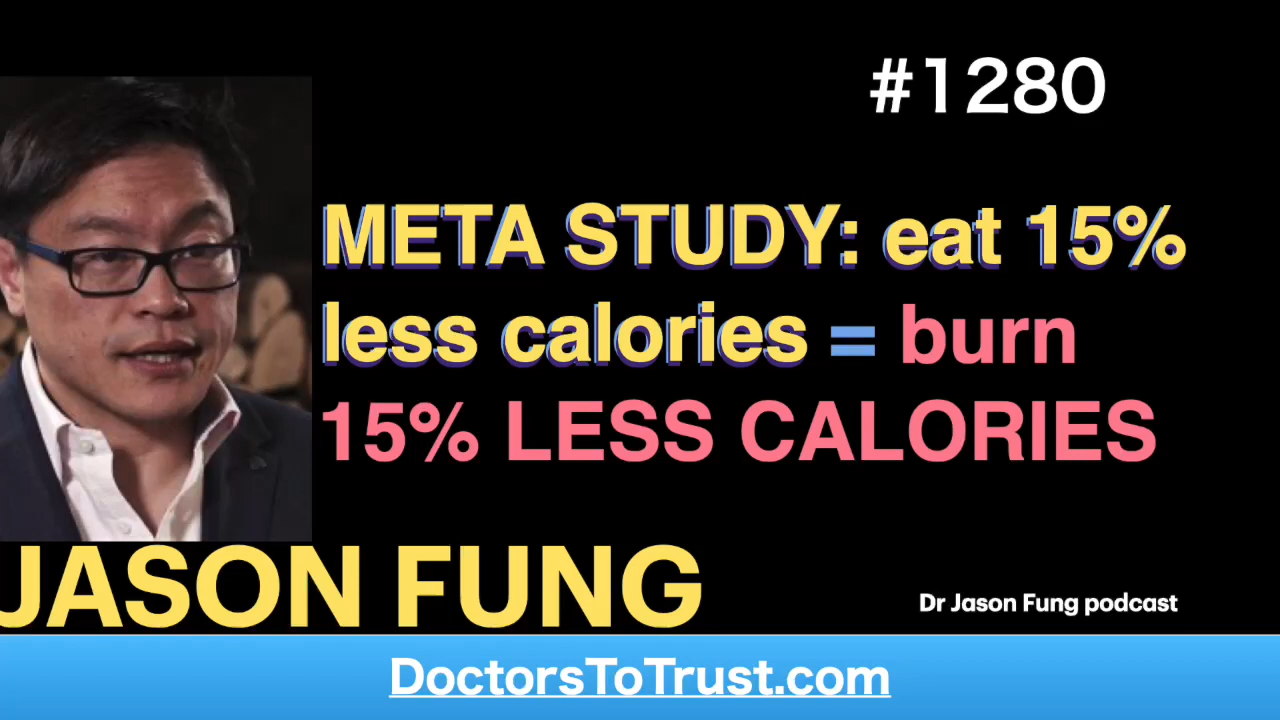 #1280
META STUDY: eat 15%
less calories = burn
15% LESS CALORIES
JASON FUNG
Dr Jason Fung podcast
DoctorsToTrust.com